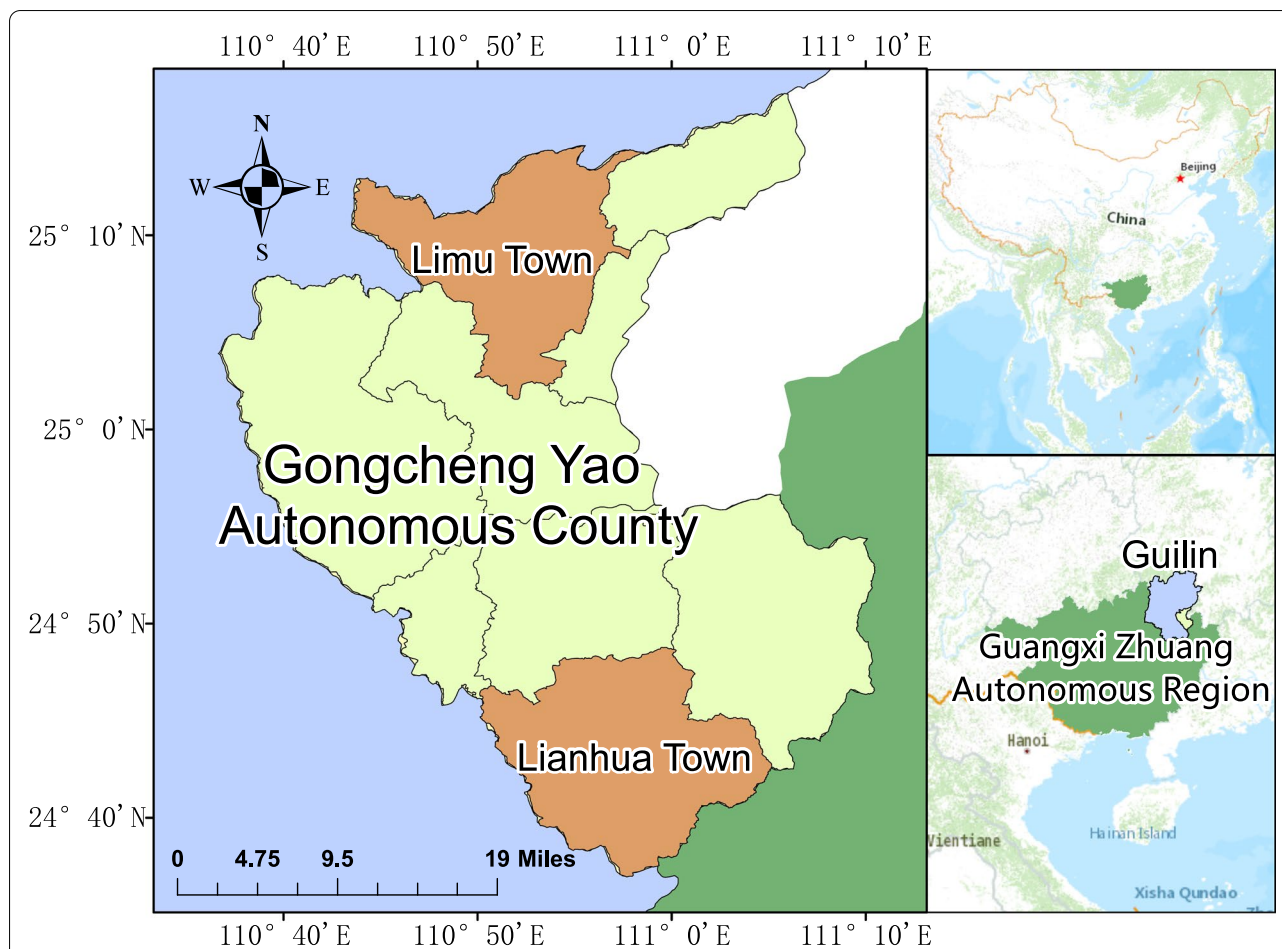 110° 40'E 110° 50'E 111° 0'E 111° 10'E
N
W E
S
25° 10'N
25° 0'N
24° 50'N
24° 40'N
Limu Town
Gongcheng Yao
Autonomous County
Lianhua Town
0 4.75 9.5 19 Miles
110° 40'E 110° 50'E 111° 0'E 111° 10'E
Beijing
China
Guilin
Guangxi Zhuang
Autonomous Region
Hanoi
Hainan Island
Vientiane
Xisha Qundao